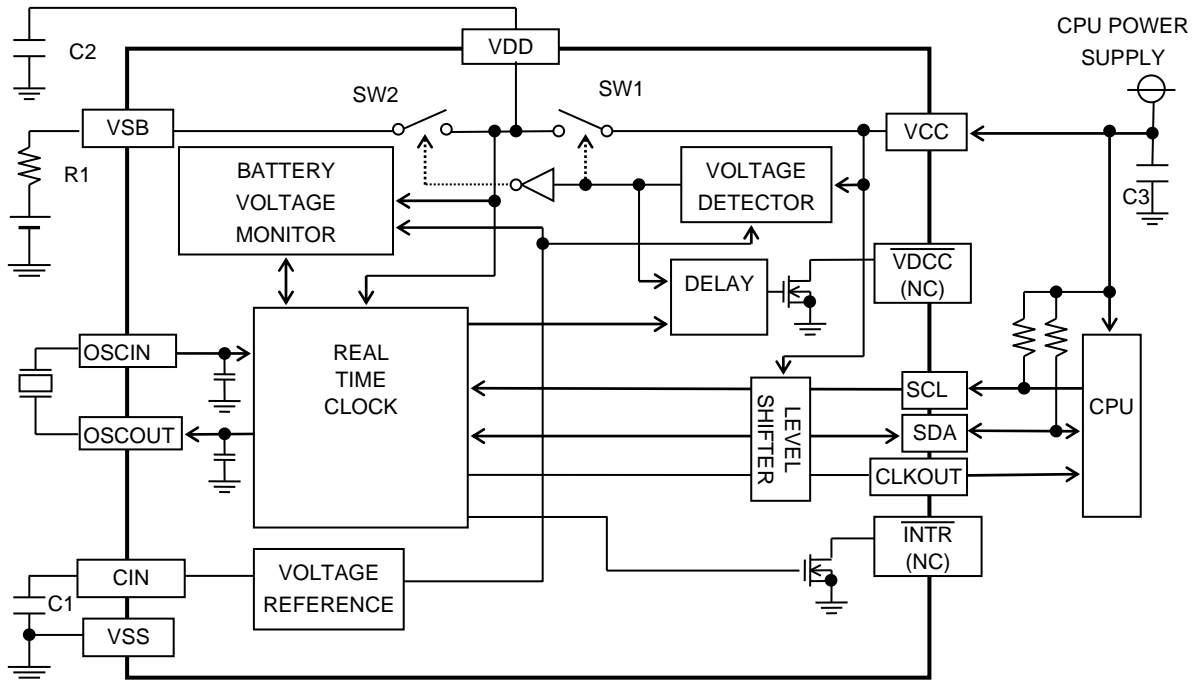 CPU POWER
SUPPLY
C2
VDD
SW2
SW1
VSB
VCC
R1
BATTERY
VOLTAGE
MONITOR
VOLTAGE
DETECTOR
C3
VDCC
(NC)
DELAY
OSCIN
REAL
TIME
CLOCK
SCL
CPU
LEVEL
SHIFTER
OSCOUT
SDA
CLKOUT
INTR
(NC)
CIN
VOLTAGE
REFERENCE
C1
VSS